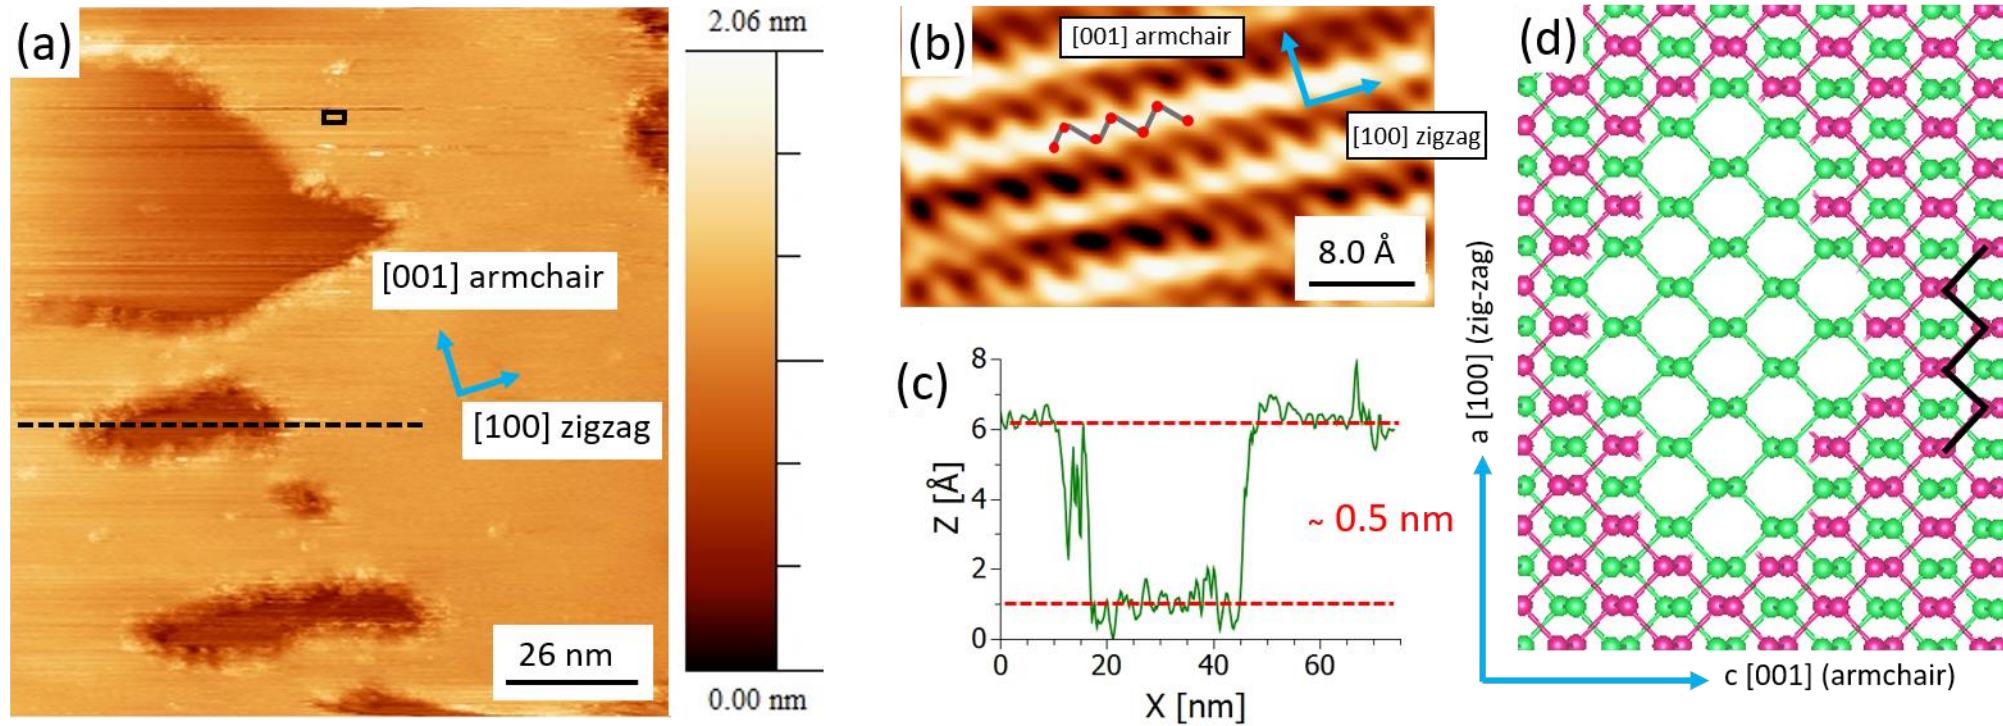 (a)
2.06 nm
0.00 nm
[001] armchair
[100] zigzag
26 nm
(b)
[001] armchair
[100] zigzag
8.0 Å
(c)
8
6
4
2
0
Z [Å]
~ 0.5 nm
0
20
40
60
X [nm]
(d)
a [100] (zig-zag)
c [001] (armchair)